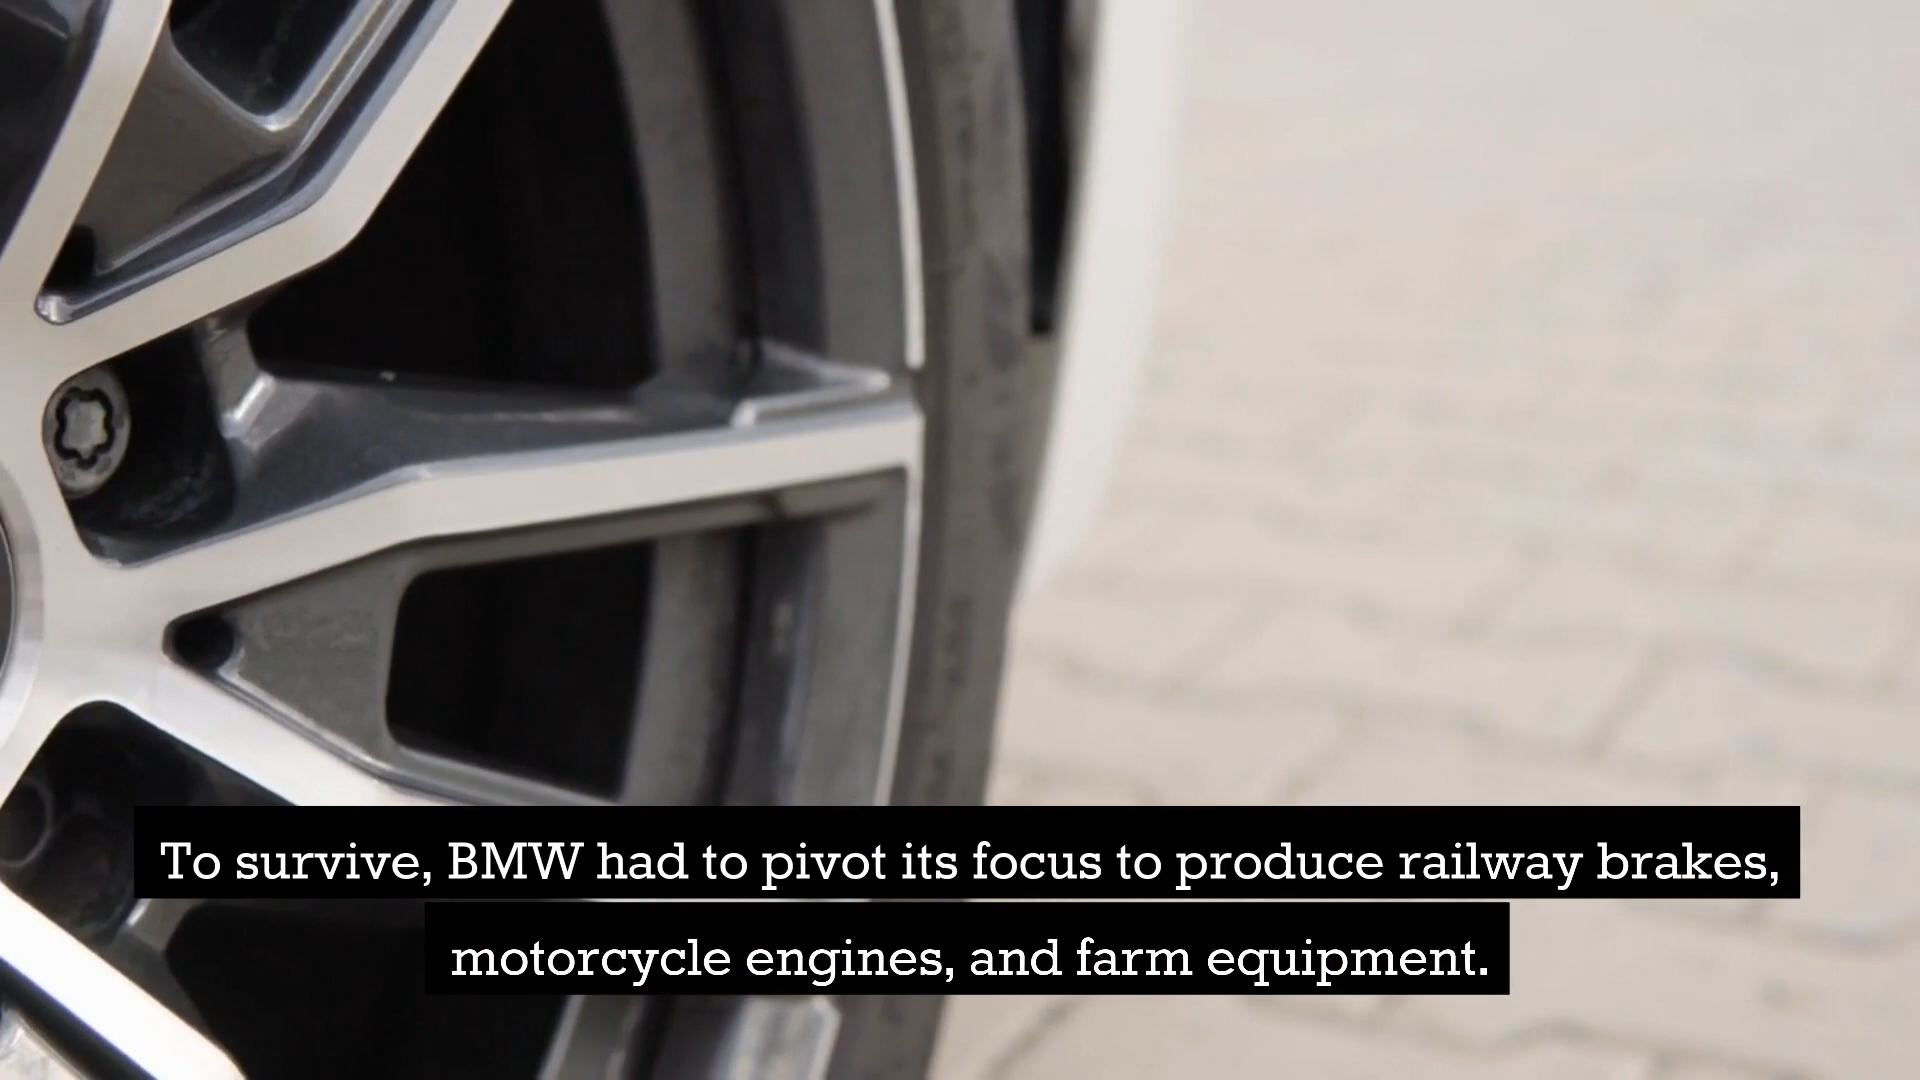 To survive, BMW had to pivot its focus to produce railway brakes,
motorcycle engines, and farm equipment.